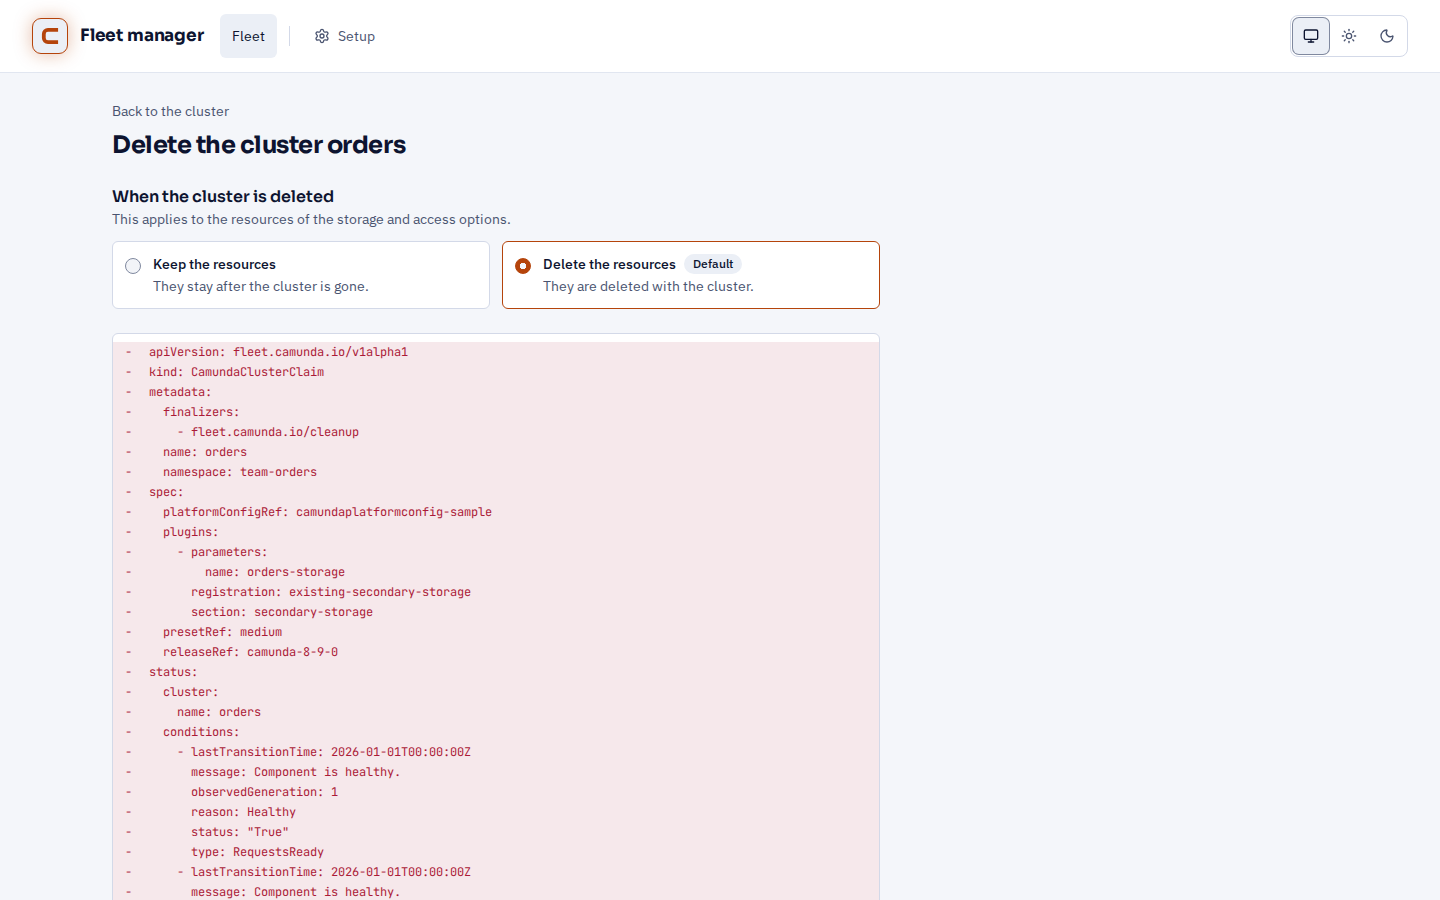 Fleet manager
Fleet
Setup
Back to the cluster
Delete the cluster orders
When the cluster is deleted
This applies to the resources of the storage and access options.
Keep the resources
They stay after the cluster is gone.
Delete the resources Default
They are deleted with the cluster.
- apiVersion: fleet.camunda.io/v1alpha1
- kind: CamundaClusterClaim
- metadata:
-   finalizers:
-     - fleet.camunda.io/cleanup
-   name: orders
-   namespace: team-orders
- spec:
-   platformConfigRef: camundaplatformconfig-sample
-   plugins:
-     - parameters:
-         name: orders-storage
-       registration: existing-secondary-storage
-       section: secondary-storage
-   presetRef: medium
-   releaseRef: camunda-8-9-0
- status:
-   cluster:
-     name: orders
-   conditions:
-     - lastTransitionTime: 2026-01-01T00:00:00Z
-       message: Component is healthy.
-       observedGeneration: 1
-       reason: Healthy
-       status: "True"
-       type: RequestsReady
-     - lastTransitionTime: 2026-01-01T00:00:00Z
-       message: Component is healthy.